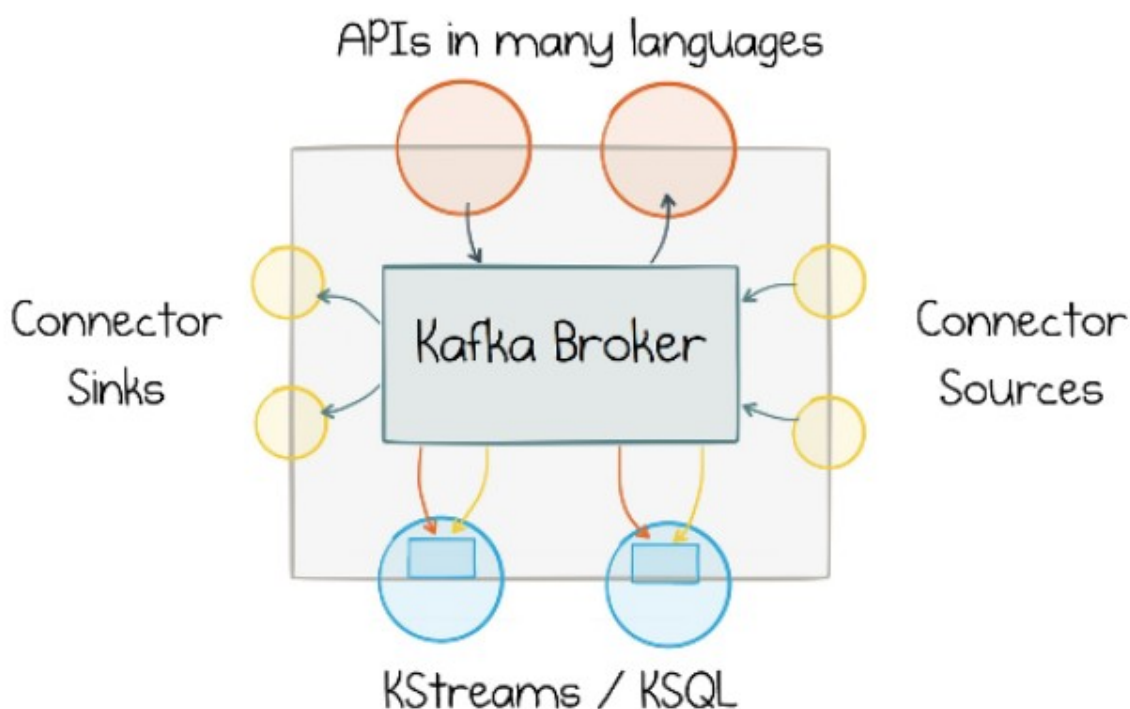 APIs in many languages
Connector
Sinks
Kafka Broker
Connector
Sources
KStreams / KSQL